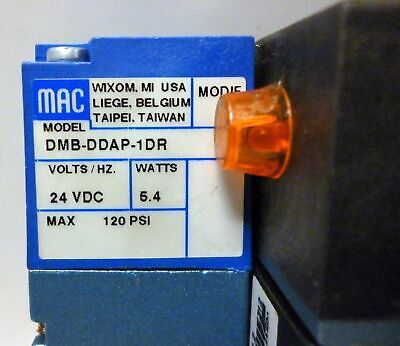 MAC
WIXOM, MI USA
LIEGE, BELGIUM
TAIPEI, TAIWAN
MODEL
DMB-DDAP-1DR
VOLTS/HZ. WATTS
24 VDC 5.4
MAX 120 PSI